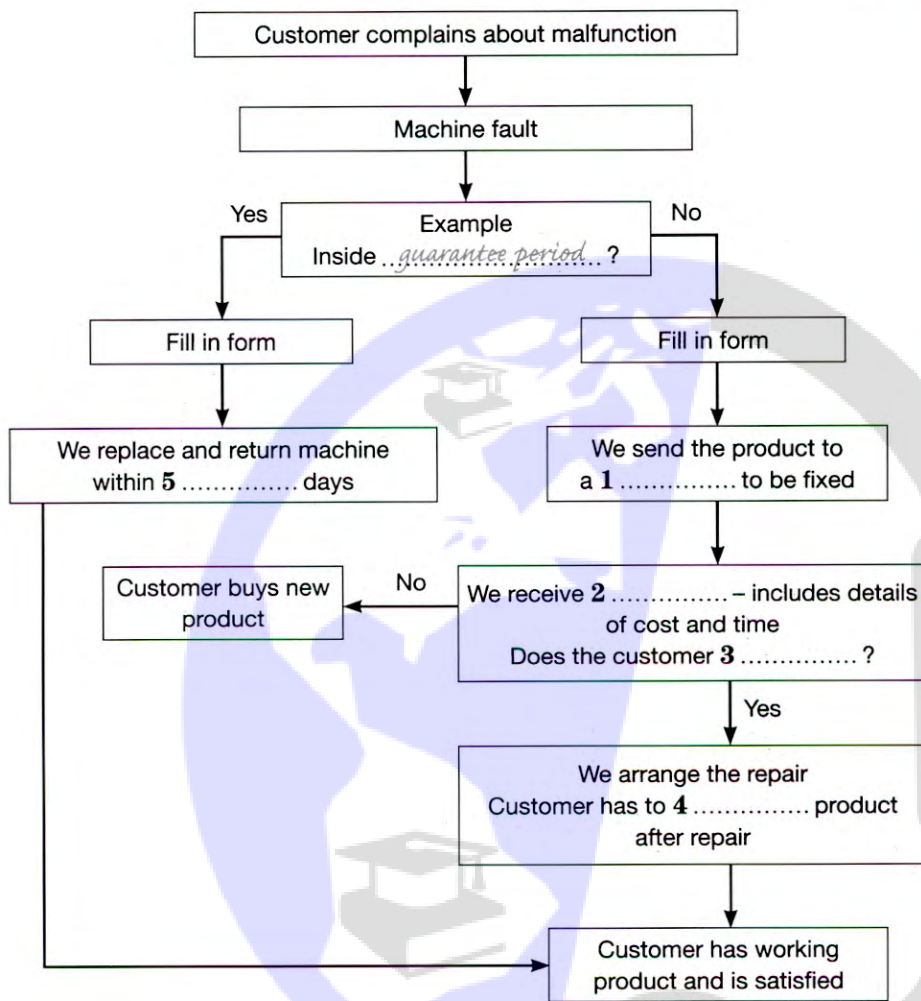 Customer complains about malfunction
Machine fault
Yes
No
Example
Inside ...guarantee period... ?
Fill in form
Fill in form
We replace and return machine
within 5 ............... days
We send the product to
a 1 ............... to be fixed
Customer buys new
product
No
We receive 2 ............... – includes details
of cost and time
Does the customer 3 ............... ?
Yes
We arrange the repair
Customer has to 4 ............... product
after repair
Customer has working
product and is satisfied